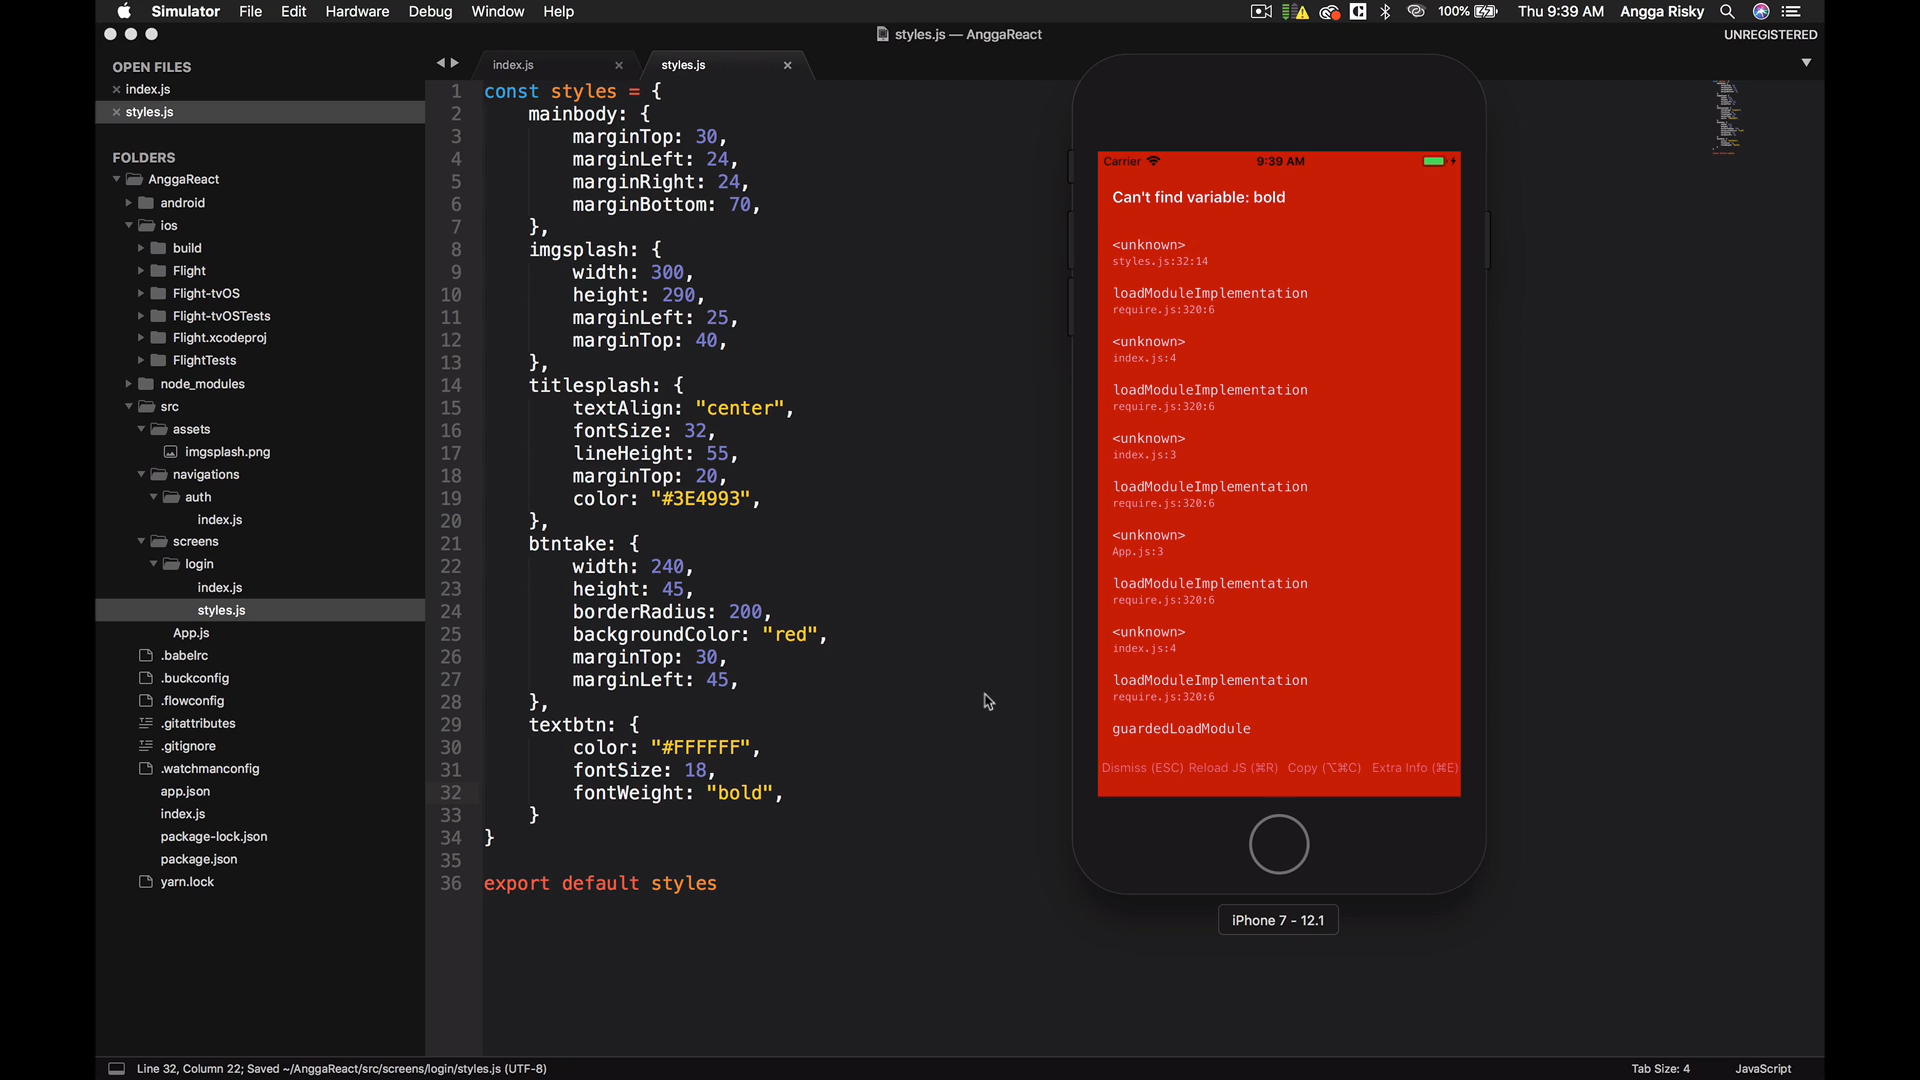 Simulator File Edit Hardware Debug Window Help
100% Thu 9:39 AM Angga Risky
styles.js — AnggaReact
UNREGISTERED
OPEN FILES
index.js
styles.js
FOLDERS
AnggaReact
android
ios
build
Flight
Flight-tvOS
Flight-tvOSTests
Flight.xcodeproj
FlightTests
node_modules
src
assets
imgsplash.png
navigations
auth
index.js
screens
login
index.js
styles.js
App.js
.babelrc
.buckconfig
.flowconfig
.gitattributes
.gitignore
.watchmanconfig
app.json
index.js
package-lock.json
package.json
yarn.lock
index.js
styles.js
1 const styles = {
2 mainbody: {
3 marginTop: 30,
4 marginLeft: 24,
5 marginRight: 24,
6 marginBottom: 70,
7 },
8 imgsplash: {
9 width: 300,
10 height: 290,
11 marginLeft: 25,
12 marginTop: 40,
13 },
14 titlesplash: {
15 textAlign: "center",
16 fontSize: 32,
17 lineHeight: 55,
18 marginTop: 20,
19 color: "#3E4993",
20 },
21 btntake: {
22 width: 240,
23 height: 45,
24 borderRadius: 200,
25 backgroundColor: "red",
26 marginTop: 30,
27 marginLeft: 45,
28 },
29 textbtn: {
30 color: "#FFFFFF",
31 fontSize: 18,
32 fontWeight: "bold",
33 }
34 }
35
36 export default styles
Carrier 9:39 AM
Can't find variable: bold
<unknown>
styles.js:32:14
loadModuleImplementation
require.js:320:6
<unknown>
index.js:4
loadModuleImplementation
require.js:320:6
<unknown>
index.js:3
loadModuleImplementation
require.js:320:6
<unknown>
App.js:3
loadModuleImplementation
require.js:320:6
<unknown>
index.js:4
loadModuleImplementation
require.js:320:6
guardedLoadModule
Dismiss (ESC) Reload JS (⌘R) Copy (⌥⌘C) Extra Info (⌘E)
iPhone 7 - 12.1
Line 32, Column 22; Saved ~/AnggaReact/src/screens/login/styles.js (UTF-8)
Tab Size: 4 JavaScript